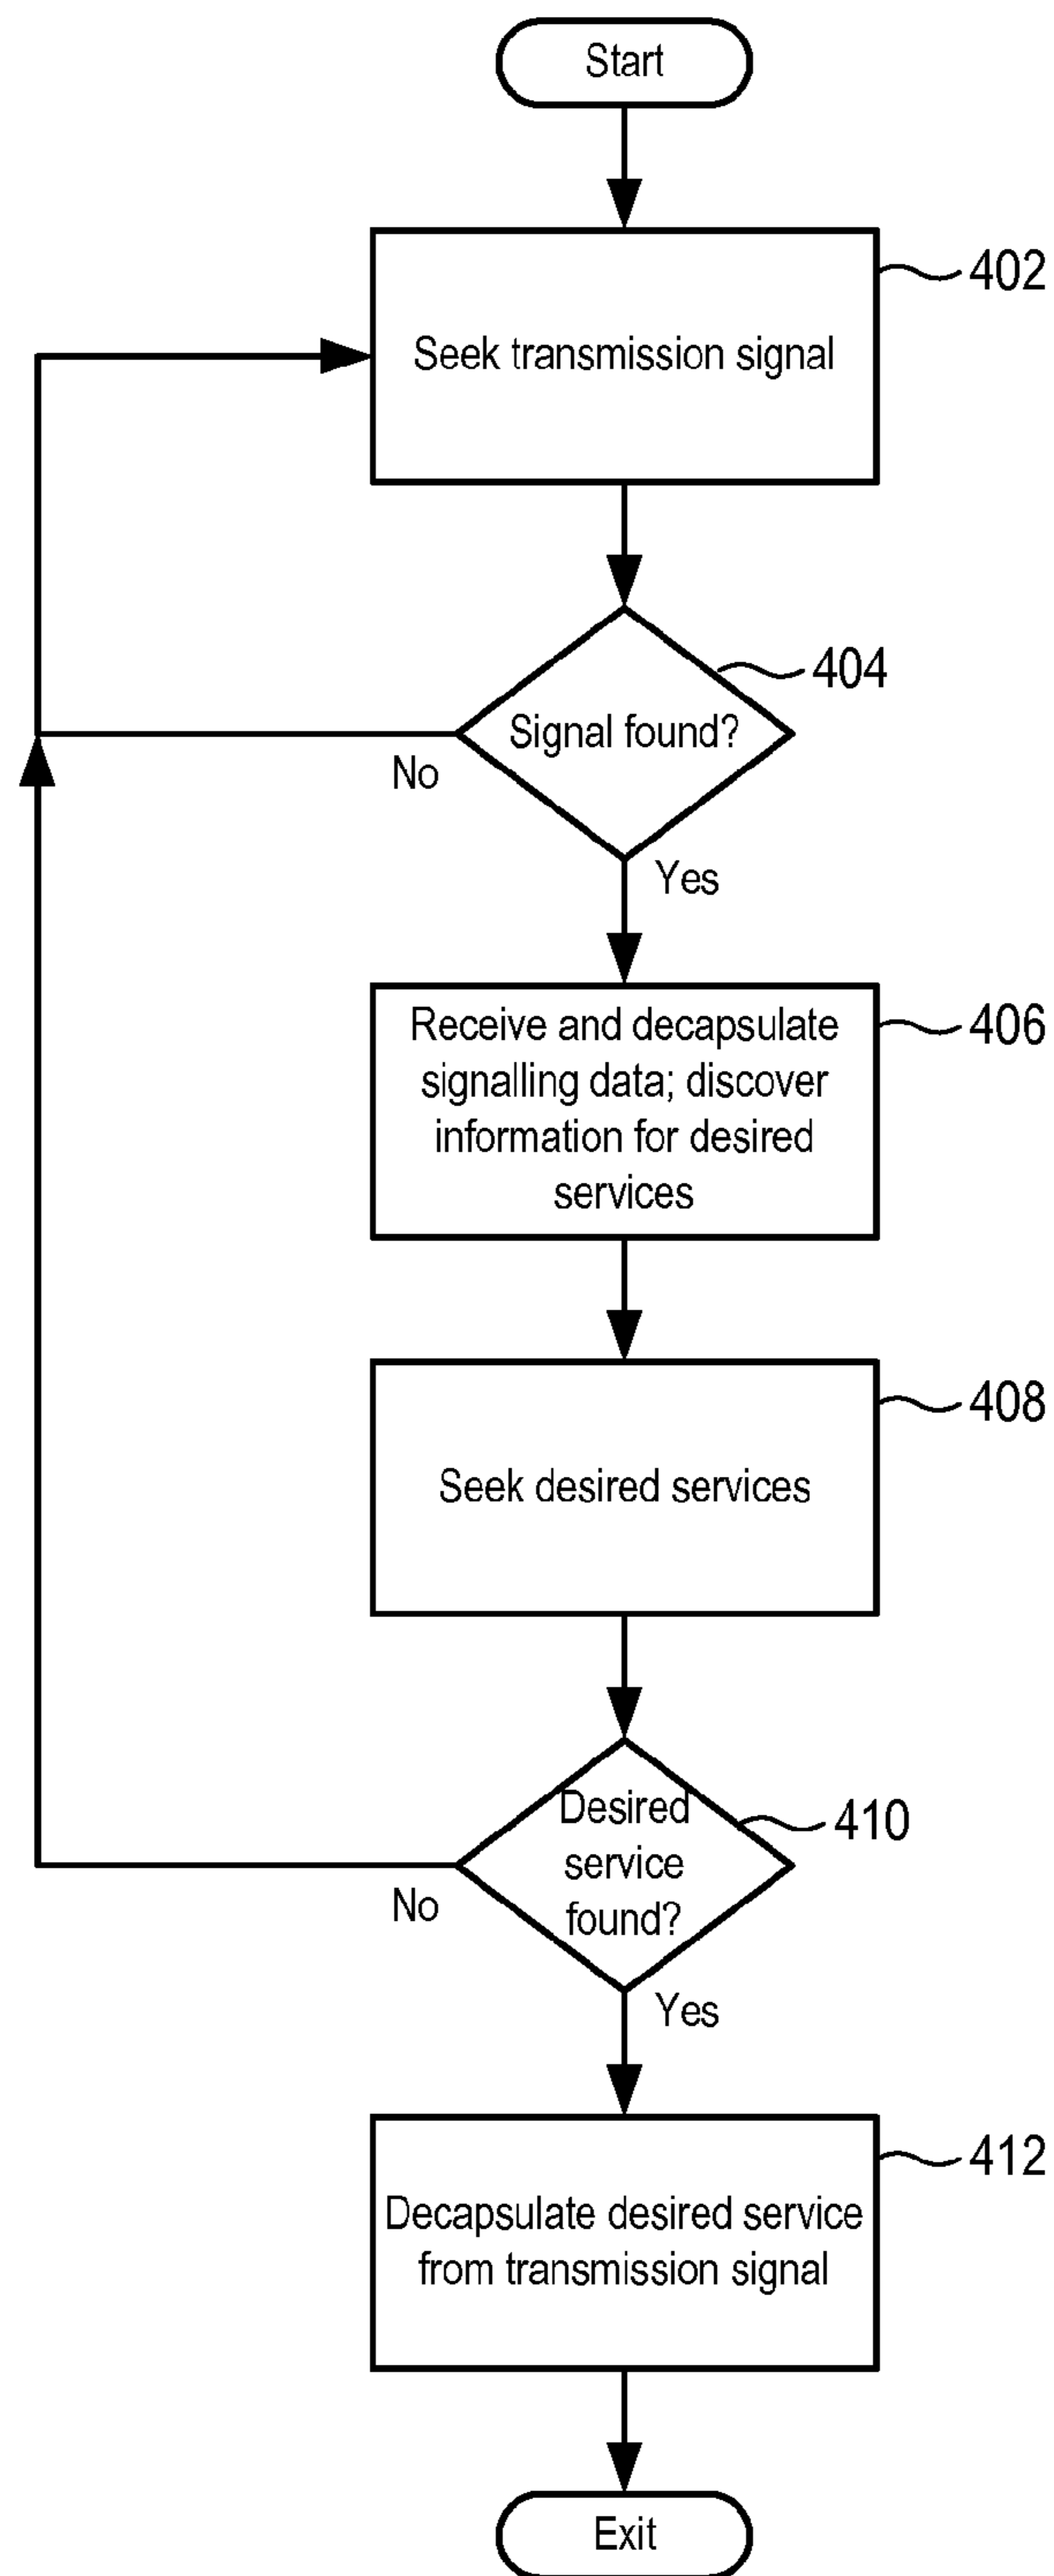 Start
402
Seek transmission signal
404
Signal found?
No
Yes
Receive and decapsulate
signalling data; discover
information for desired
services
406
408
Seek desired services
Desired
service
found?
410
No
Yes
412
Decapsulate desired service
from transmission signal
Exit